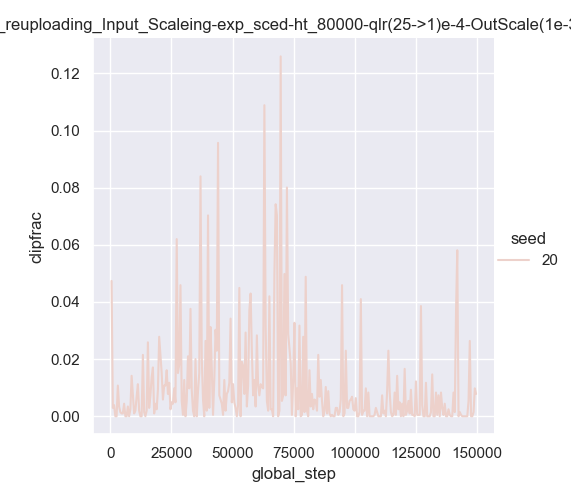 _reuploading_Input_Scaleing-exp_sced-ht_80000-qlr(25->1)e-4-OutScale(1e-3
0.12
0.10
0.08
0.06
0.04
0.02
0.00
clipfrac
seed
20
0 25000 50000 75000 100000 125000 150000
global_step